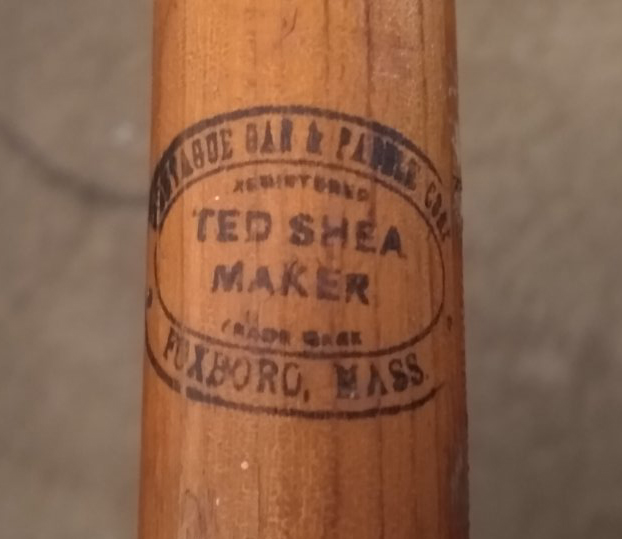 OAR & PADDLE CORP
REGISTERED
TED SHEA
MAKER
TRADE MARK
FOXBORO, MASS.